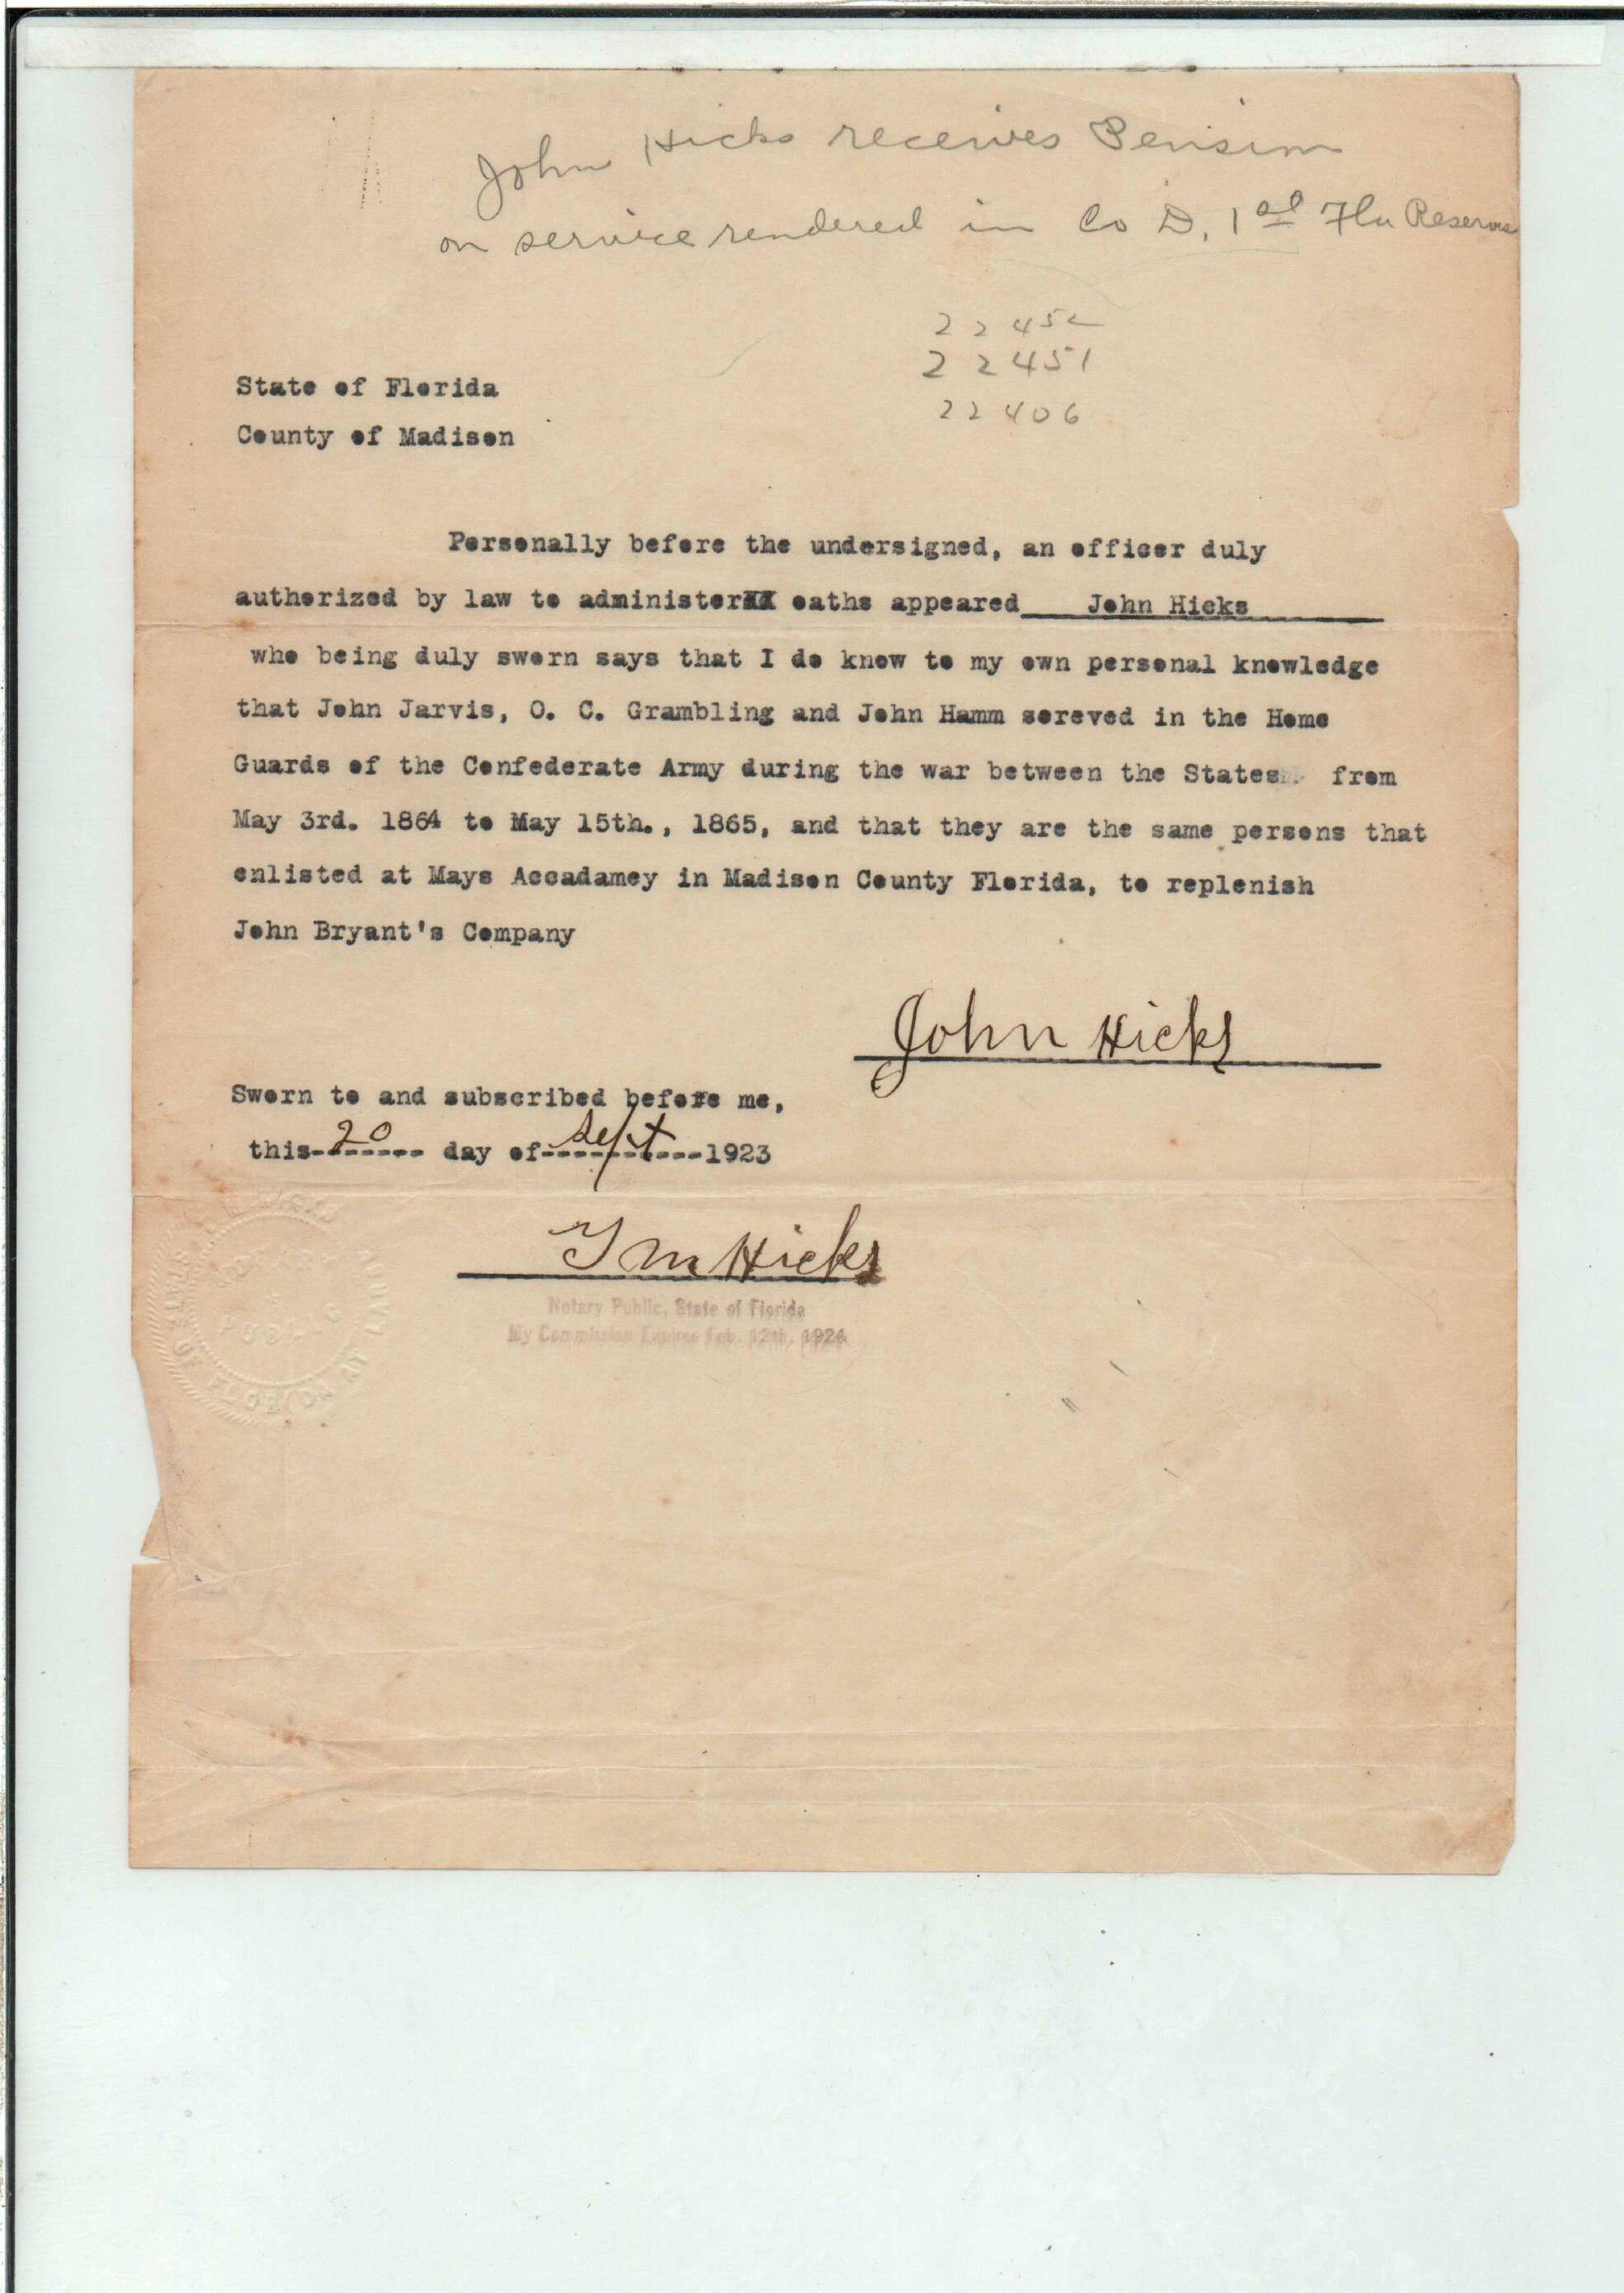 John Hicks receives Pension
on service rendered in Co D, 1st Fla Reserves
22452
22451
22406
State of Florida
County of Madison
Personally before the undersigned, an officer duly
authorized by law to administerXX oaths appeared John Hicks
who being duly sworn says that I do know to my own personal knowledge
that John Jarvis, O. C. Grambling and John Hamm sereved in the Home
Guards of the Confederate Army during the war between the States from
May 3rd. 1864 to May 15th., 1865, and that they are the same persons that
enlisted at Mays Accadamey in Madison County Florida, to replenish
John Bryant's Company
John Hicks
Sworn to and subscribed before me,
this-20------ day of-Sept---------1923
T M Hicks
Notary Public, State of Florida
My Commission Expires Feb. 12th, 1924
NOTARY
PUBLIC
STATE OF FLORIDA AT LARGE